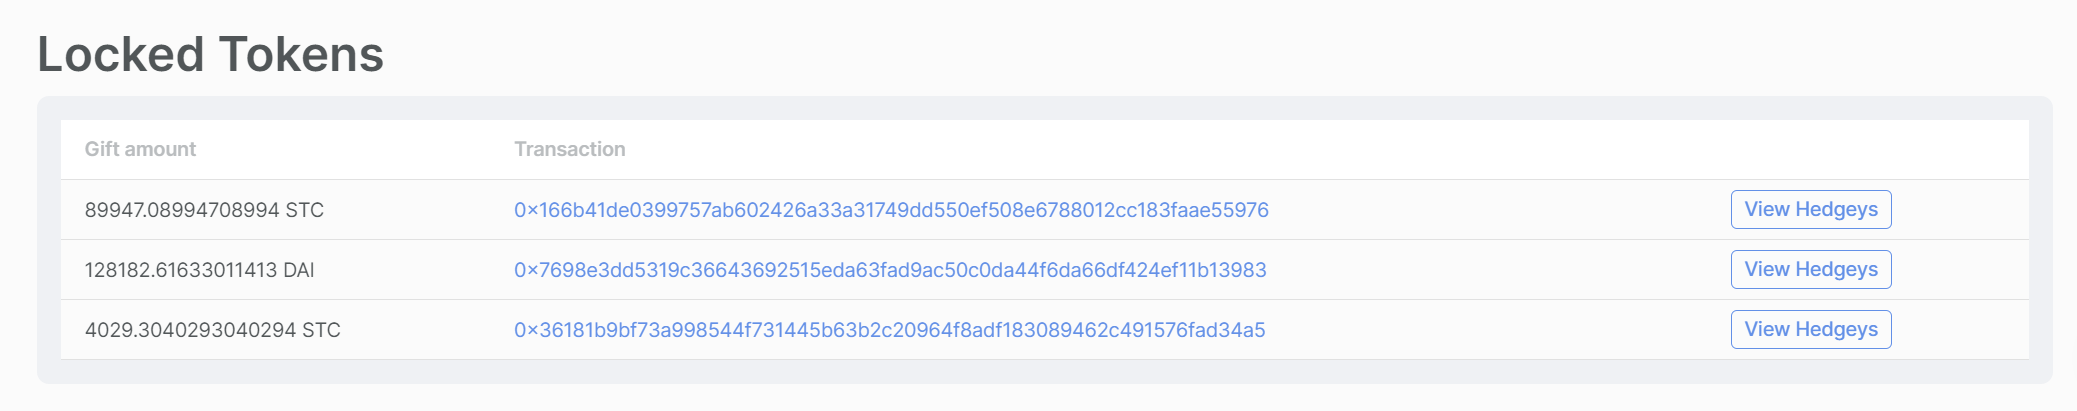 Locked Tokens
Gift amount Transaction
89947.08994708994 STC 0x166b41de0399757ab602426a33a31749dd550ef508e6788012cc183faae55976 View Hedgeys
128182.61633011413 DAI 0x7698e3dd5319c36643692515eda63fad9ac50c0da44f6da66df424ef11b13983 View Hedgeys
4029.3040293040294 STC 0x36181b9bf73a998544f731445b63b2c20964f8adf183089462c491576fad34a5 View Hedgeys